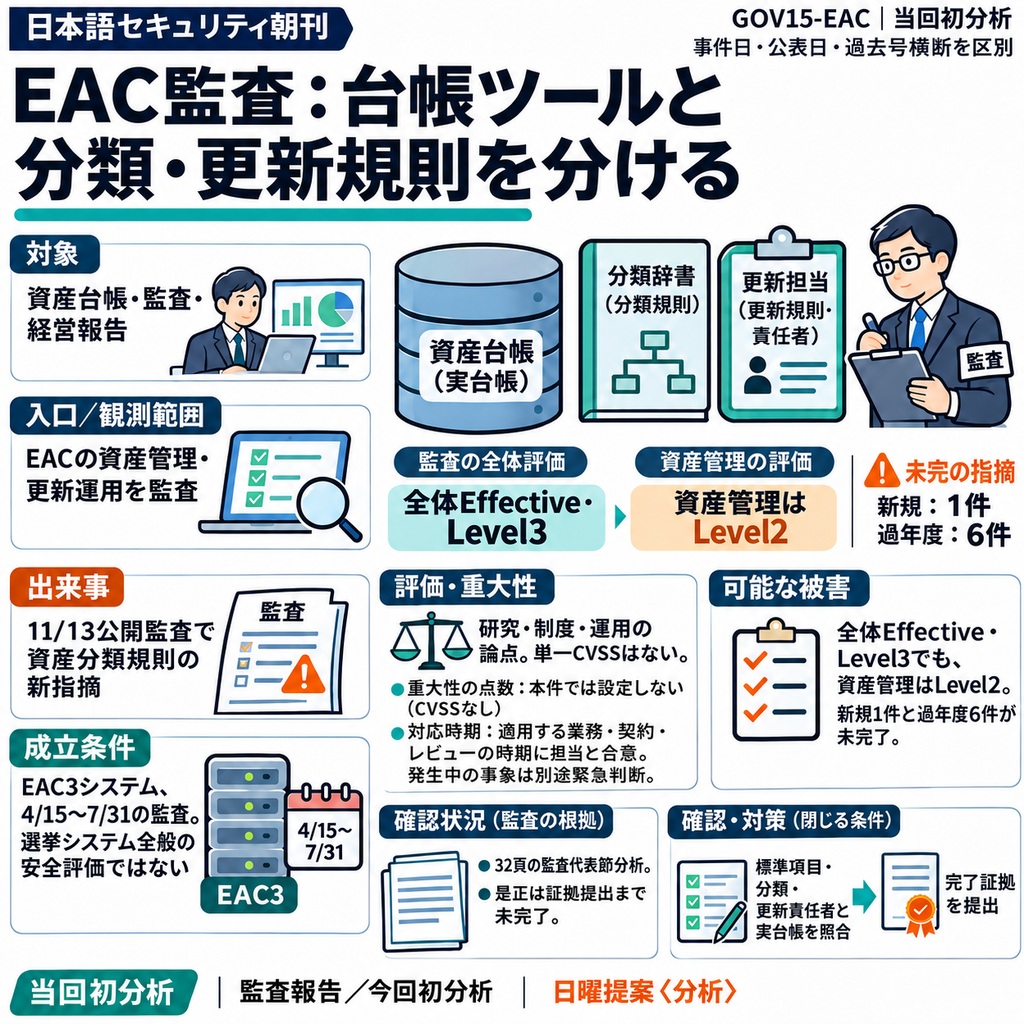 日本語セキュリティ朝刊
GOV15-EAC｜当回初分析
事件日・公表日・過去号横断を区別
EAC監査：台帳ツールと
分類・更新規則を分ける
対象
資産台帳・監査・
経営報告
資産台帳
（実台帳）
分類辞書
（分類規則）
更新担当
（更新規則・
責任者）
監査
入口／観測範囲
EACの資産管理・
更新運用を監査
監査の全体評価
全体Effective・
Level3
資産管理の評価
資産管理は
Level2
未完の指摘
新規：1件
過年度：6件
出来事
11/13公開監査で
資産分類規則の
新指摘
監査
評価・重大性
研究・制度・運用の
論点。単一CVSSはない。
●重大性の点数：本件では設定しない
（CVSSなし）
●対応時期：適用する業務・契約・
レビューの時期に担当と合意。
発生中の事象は別途緊急判断。
可能な被害
全体Effective・
Level3でも、
資産管理はLevel2。
新規1件と過年度6件が
未完了。
成立条件
EAC3システム、
4/15～7/31の監査。
選挙システム全般の
安全評価ではない
4/15～
7/31
EAC3
確認状況（監査の根拠）
●32頁の監査代表節分析。
●是正は証拠提出まで
未完了。
確認・対策（閉じる条件）
標準項目・
分類・
更新責任者と
実台帳を照合
完了証拠
を提出
当回初分析
監査報告／今回初分析
日曜提案〈分析〉